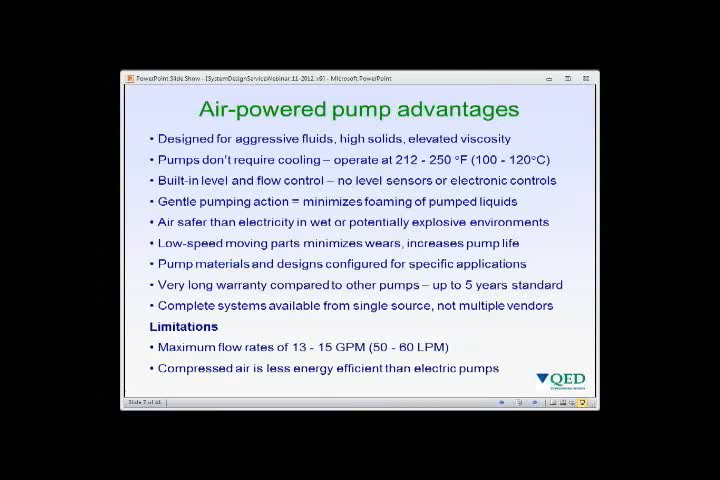 PowerPoint Slide Show - [SystemDesignServiceWebinar.11-2012.v9] - Microsoft PowerPoint
Air-powered pump advantages
• Designed for aggressive fluids, high solids, elevated viscosity
• Pumps don't require cooling – operate at 212 - 250 °F (100 - 120°C)
• Built-in level and flow control – no level sensors or electronic controls
• Gentle pumping action = minimizes foaming of pumped liquids
• Air safer than electricity in wet or potentially explosive environments
• Low-speed moving parts minimizes wears, increases pump life
• Pump materials and designs configured for specific applications
• Very long warranty compared to other pumps – up to 5 years standard
• Complete systems available from single source, not multiple vendors
Limitations
• Maximum flow rates of 13 - 15 GPM (50 - 60 LPM)
• Compressed air is less energy efficient than electric pumps
QED
Slide 7 of 41